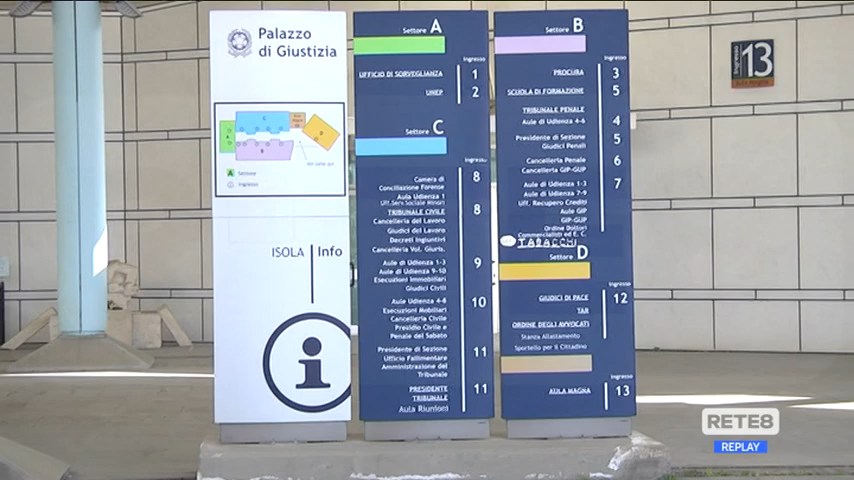 Palazzo
di Giustizia
C
B
D
A
Settore
Ingresso
ISOLA
Info
i
Settore A
Ingresso
UFFICIO DI SORVEGLIANZA 1
UNEP 2
Settore C
Ingresso
Camera di 8
Conciliazione Forense
Aula Udienza 1
Uff.Serv.Sociale Minori
TRIBUNALE CIVILE 8
Cancelleria del Lavoro
Giudici del Lavoro
Decreti Ingiuntivi
Cancelleria Vol. Giuris.
Aule di Udienza 1-3 9
Aule di Udienza 9-10
Esecuzioni Immobiliari
Giudici Civili
Aule Udienza 4-8 10
Esecuzioni Mobiliari
Cancelleria Civile
Presidio Civile e
Penale del Tribunale
Presidente di Sezione 11
Ufficio Fallimentare
Amministrazione del
Tribunale
PRESIDENTE 11
TRIBUNALE
Aula Riunioni
Settore B
Ingresso
PROCURA 3
SCUOLA DI FORMAZIONE 5
TRIBUNALE PENALE
Aule di Udienza 4-6 4
Presidente di Sezione 5
Giudici Penali
Cancelleria Penale 6
Cancelleria GIP-GUP
Aule di Udienza 1-3 7
Aule di Udienza 7-9
Uff. Recupero Crediti
Aule GIP
GIP-GUP
Ordine Dottori
Commercialisti ed E. C.
TABACCHI
Settore D
Ingresso
GIUDICI DI PACE 12
TAR
ORDINE DEGLI AVVOCATI
Stanza Allattamento
Sportello per il Cittadino
Ingresso
AULA MAGNA 13
Ingresso
13
Aula Magna
RETE8
REPLAY